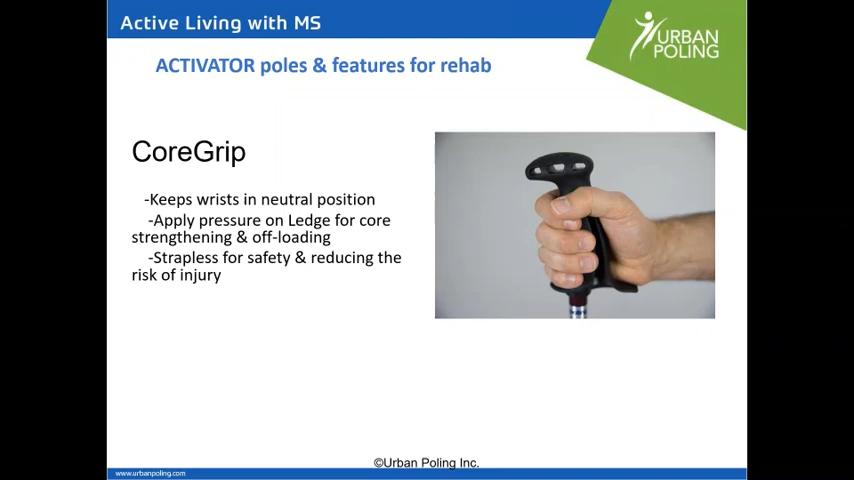 Active Living with MS
URBAN
POLING
ACTIVATOR poles & features for rehab
CoreGrip
-Keeps wrists in neutral position
-Apply pressure on Ledge for core
strengthening & off-loading
-Strapless for safety & reducing the
risk of injury
©Urban Poling Inc.
www.urbanpoling.com